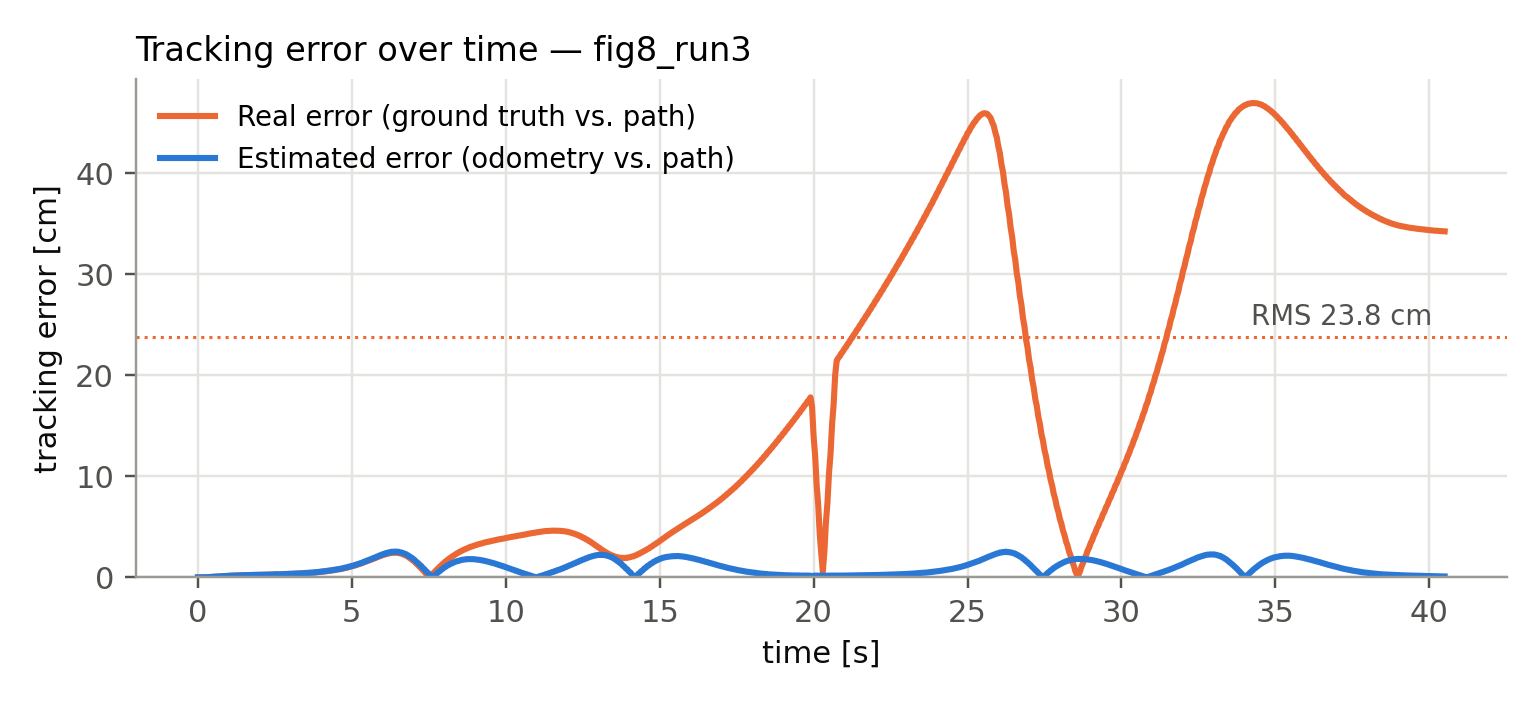 Tracking error over time — fig8_run3
Real error (ground truth vs. path)
Estimated error (odometry vs. path)
tracking error [cm]
40
30
20
10
0
RMS 23.8 cm
0 5 10 15 20 25 30 35 40
time [s]